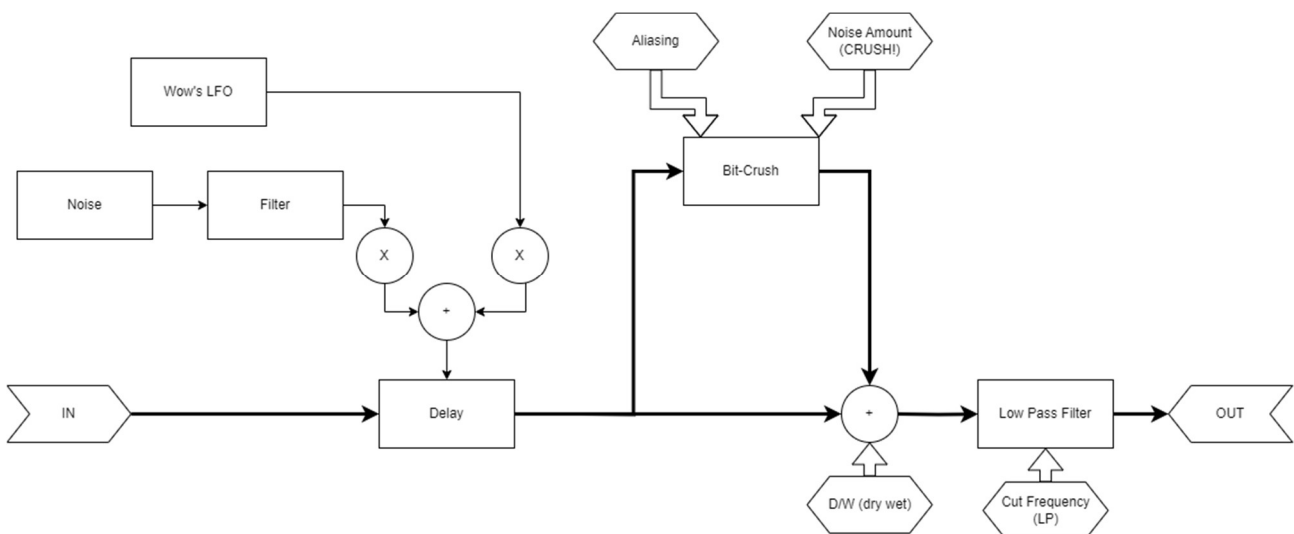 Aliasing
Noise Amount
(CRUSH!)
Wow's LFO
Bit-Crush
Noise
Filter
X
X
+
IN
Delay
+
Low Pass Filter
OUT
D/W (dry wet)
Cut Frequency
(LP)